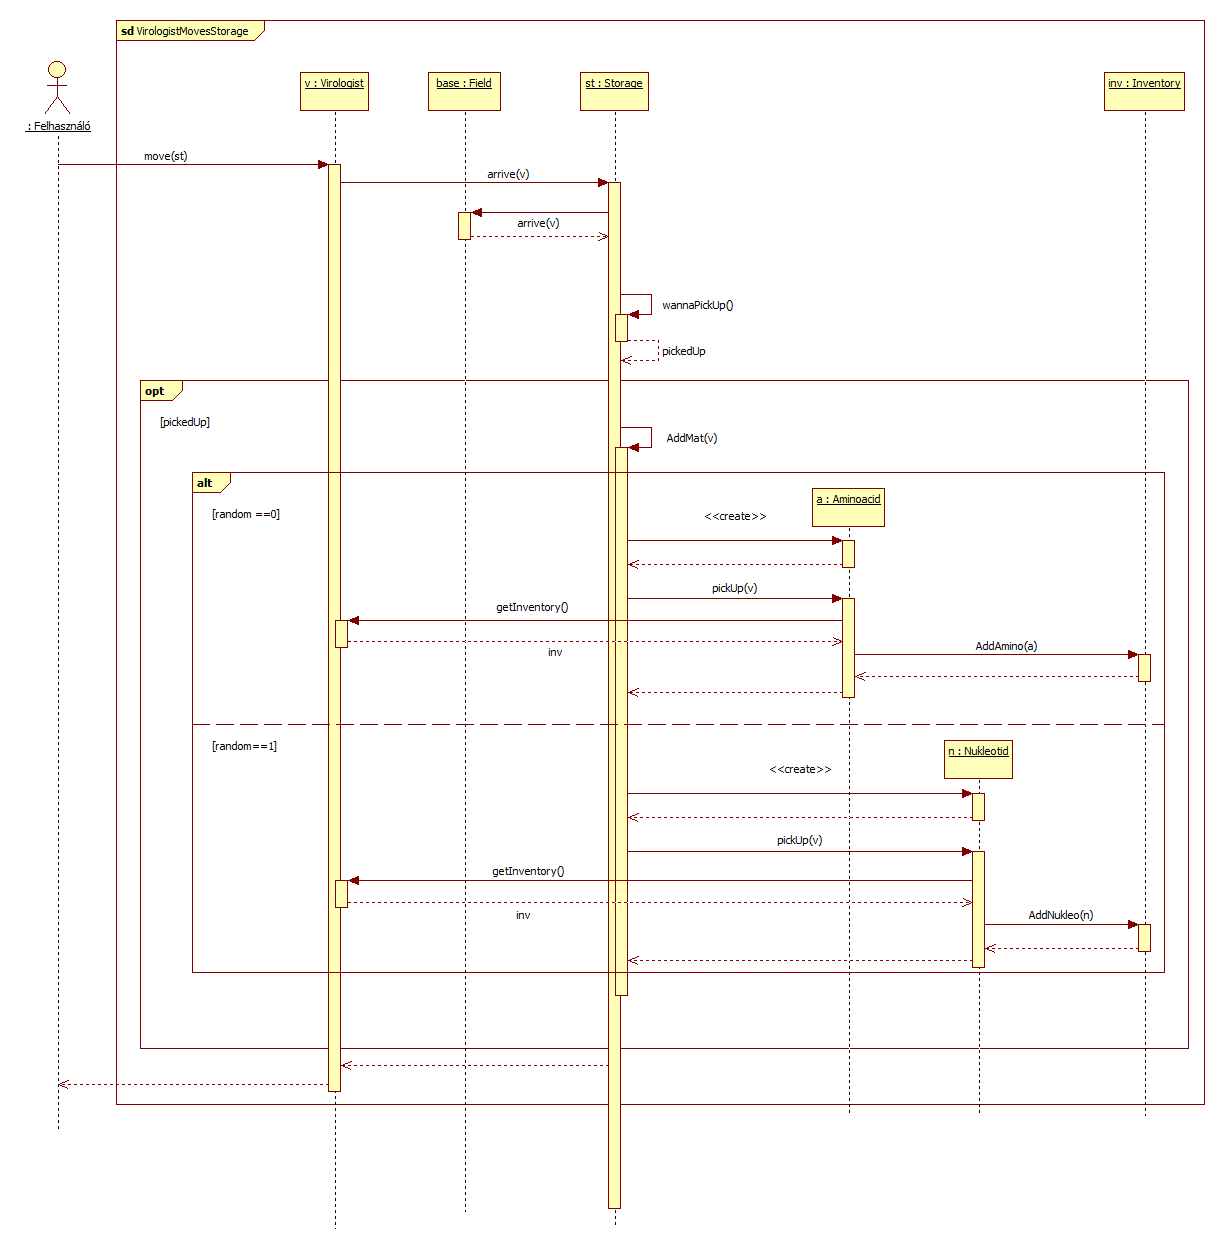 sd VirologistMovesStorage
: Felhasználó
v : Virologist
base : Field
st : Storage
inv : Inventory
move(st)
arrive(v)
arrive(v)
wannaPickUp()
pickedUp
opt
[pickedUp]
AddMat(v)
alt
[random ==0]
<<create>>
a : Aminoacid
pickUp(v)
getInventory()
inv
AddAmino(a)
[random==1]
<<create>>
n : Nukleotid
pickUp(v)
getInventory()
inv
AddNukleo(n)